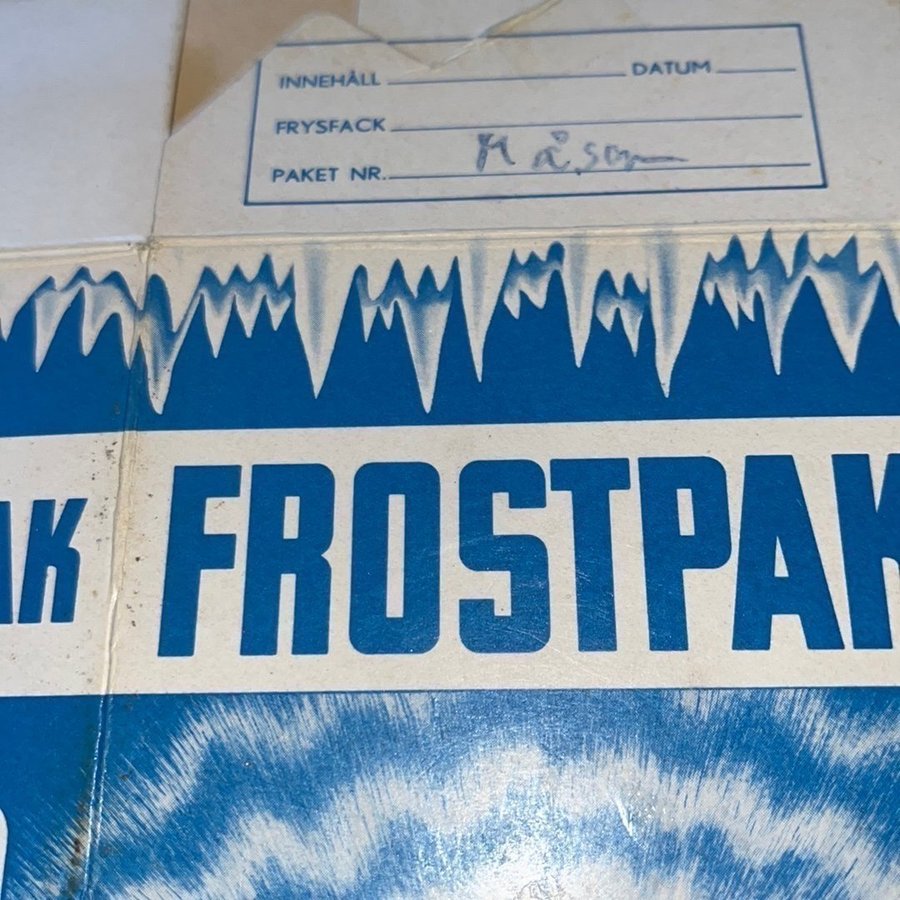 INNEHÅLL DATUM
FRYSFACK
PAKET NR.
AK FROSTPAK